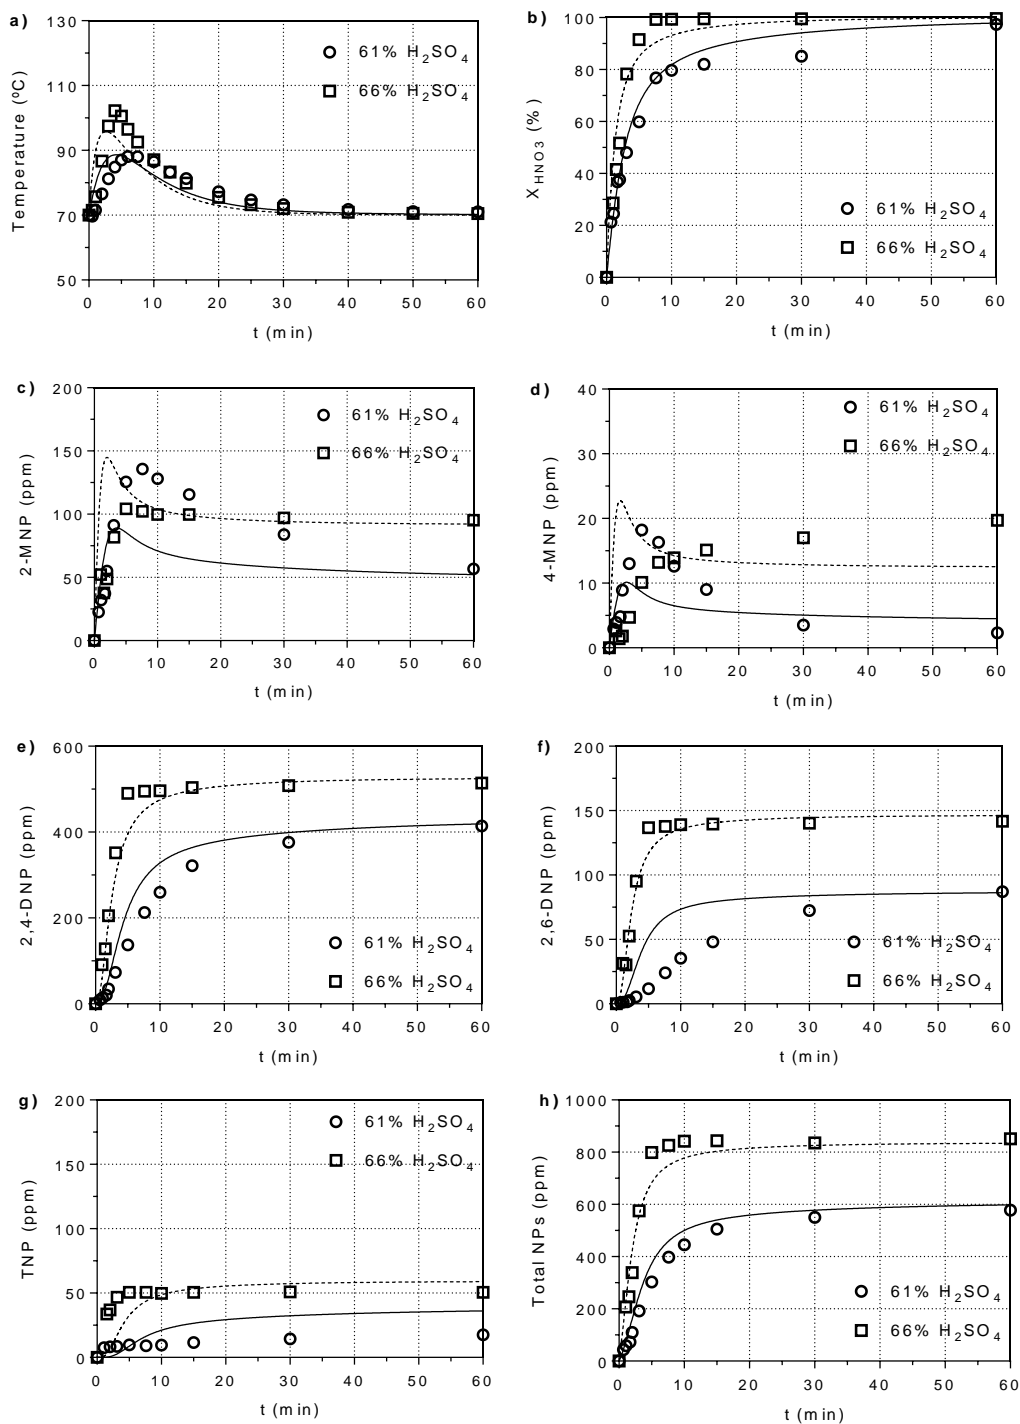 a)
130
110
90
70
50
Temperature (ºC)
61% H2SO4
66% H2SO4
0 10 20 30 40 50 60
t (min)
b)
100
80
60
40
20
0
XHNO3 (%)
61% H2SO4
66% H2SO4
0 10 20 30 40 50 60
t (min)
c)
200
150
100
50
0
2-MNP (ppm)
61% H2SO4
66% H2SO4
0 10 20 30 40 50 60
t (min)
d)
40
30
20
10
0
4-MNP (ppm)
61% H2SO4
66% H2SO4
0 10 20 30 40 50 60
t (min)
e)
600
400
200
0
2,4-DNP (ppm)
61% H2SO4
66% H2SO4
0 10 20 30 40 50 60
t (min)
f)
200
150
100
50
0
2,6-DNP (ppm)
61% H2SO4
66% H2SO4
0 10 20 30 40 50 60
t (min)
g)
200
150
100
50
0
TNP (ppm)
61% H2SO4
66% H2SO4
0 10 20 30 40 50 60
t (min)
h)
1000
800
600
400
200
0
Total NPs (ppm)
61% H2SO4
66% H2SO4
0 10 20 30 40 50 60
t (min)